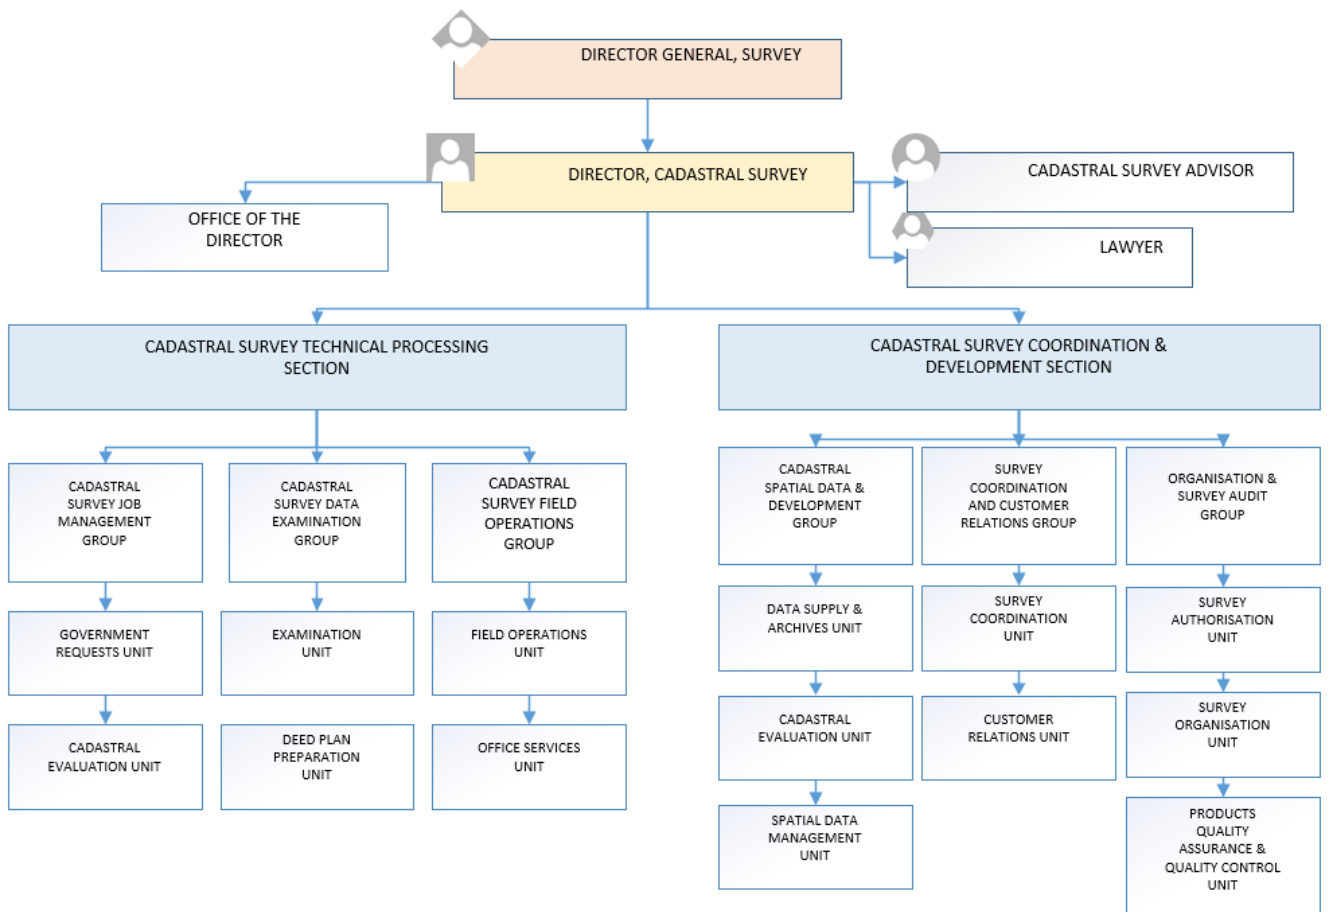 DIRECTOR GENERAL, SURVEY
DIRECTOR, CADASTRAL SURVEY
CADASTRAL SURVEY ADVISOR
OFFICE OF THE
DIRECTOR
LAWYER
CADASTRAL SURVEY TECHNICAL PROCESSING
SECTION
CADASTRAL SURVEY COORDINATION &
DEVELOPMENT SECTION
CADASTRAL
SURVEY JOB
MANAGEMENT
GROUP
CADASTRAL
SURVEY DATA
EXAMINATION
GROUP
CADASTRAL
SURVEY FIELD
OPERATIONS
GROUP
CADASTRAL
SPATIAL DATA &
DEVELOPMENT
GROUP
SURVEY
COORDINATION
AND CUSTOMER
RELATIONS GROUP
ORGANISATION &
SURVEY AUDIT
GROUP
GOVERNMENT
REQUESTS UNIT
EXAMINATION
UNIT
FIELD OPERATIONS
UNIT
DATA SUPPLY &
ARCHIVES UNIT
SURVEY
COORDINATION
UNIT
SURVEY
AUTHORISATION
UNIT
CADASTRAL
EVALUATION UNIT
DEED PLAN
PREPARATION
UNIT
OFFICE SERVICES
UNIT
CADASTRAL
EVALUATION UNIT
CUSTOMER
RELATIONS UNIT
SURVEY
ORGANISATION
UNIT
SPATIAL DATA
MANAGEMENT
UNIT
PRODUCTS
QUALITY
ASSURANCE &
QUALITY CONTROL
UNIT